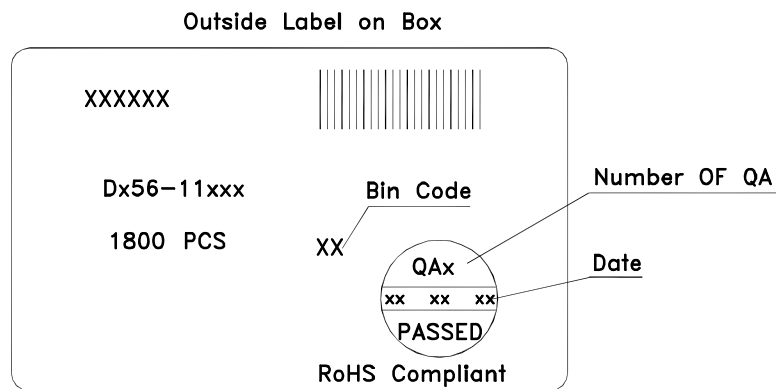 Outside Label on Box
XXXXXX
Dx56-11xxx
Bin Code
Number OF QA
1800 PCS
XX
QAx
Date
xx xx xx
PASSED
RoHS Compliant